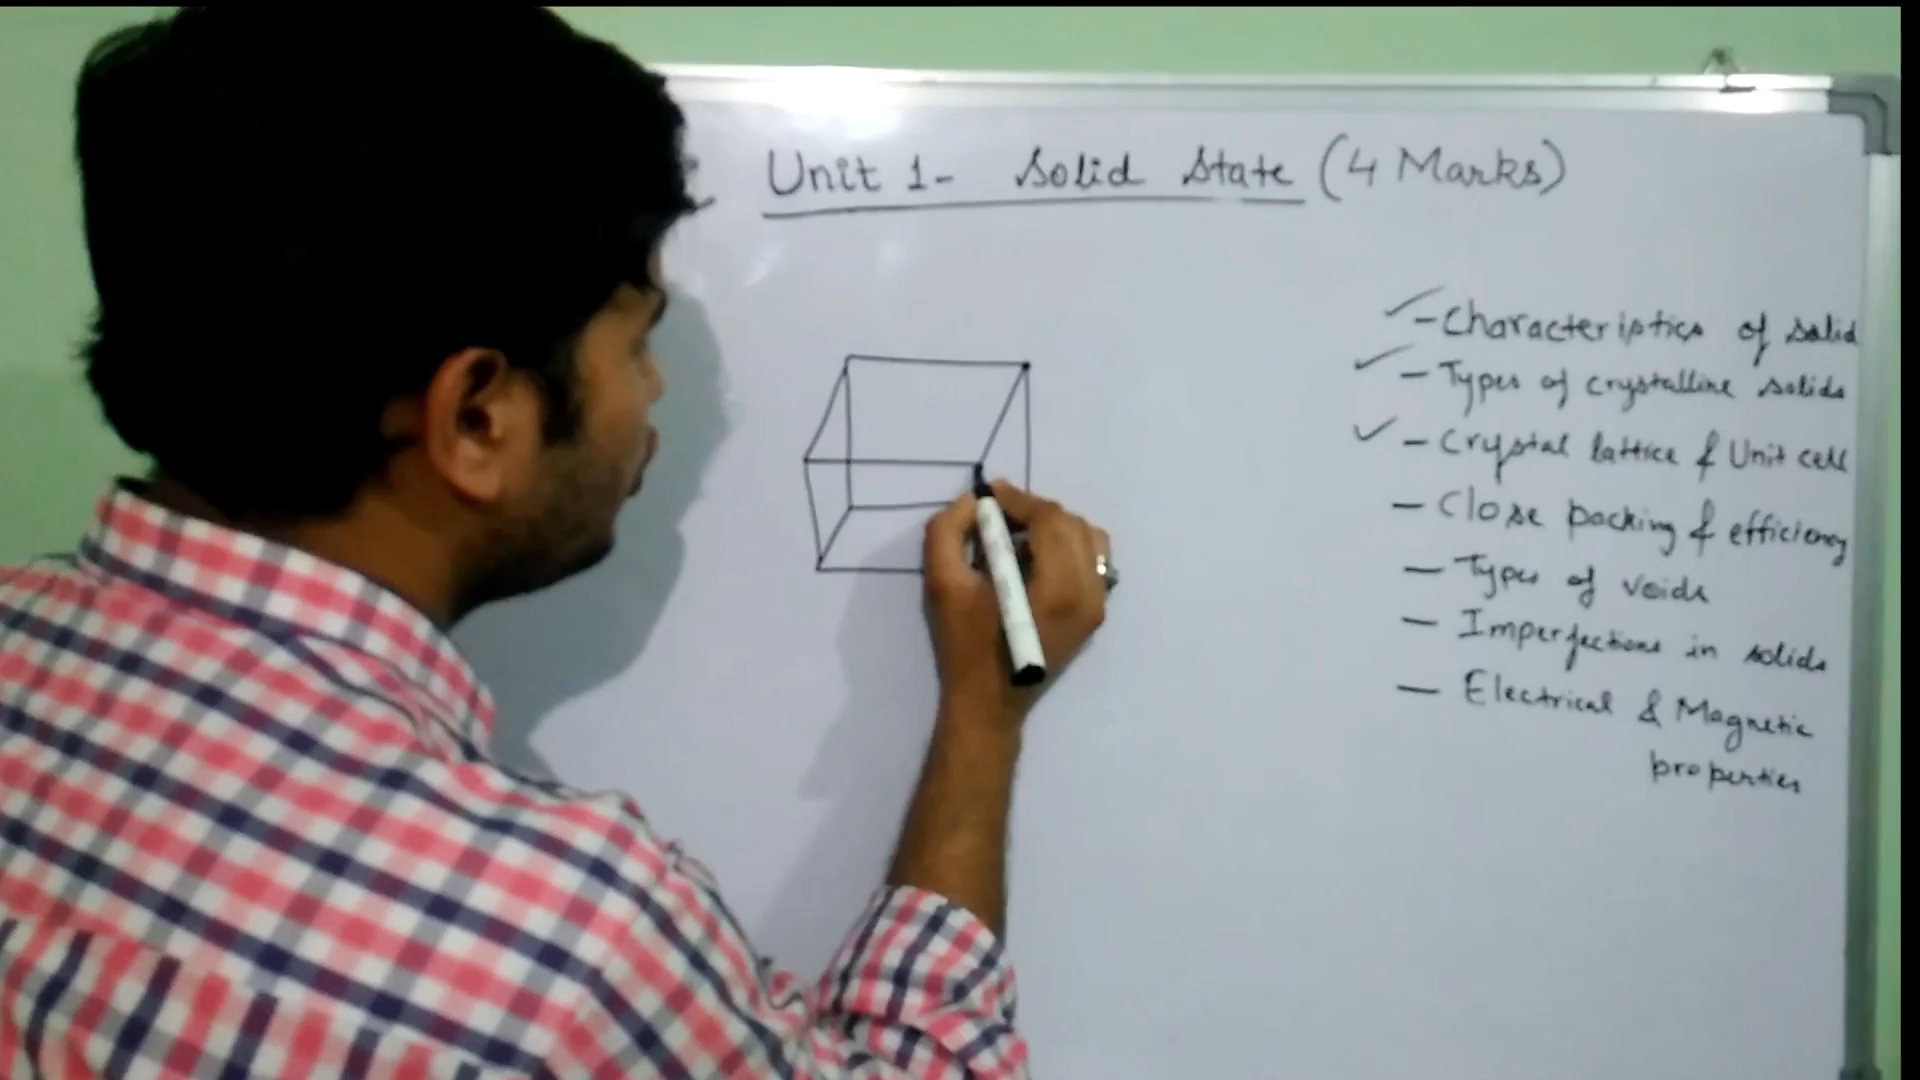 Unit 1- Solid State (4 Marks)
- Characteristics of solid
- Types of crystalline solids
- Crystal lattice & Unit cell
- Close packing & efficiency
- Types of voids
- Imperfections in solids
- Electrical & Magnetic
properties